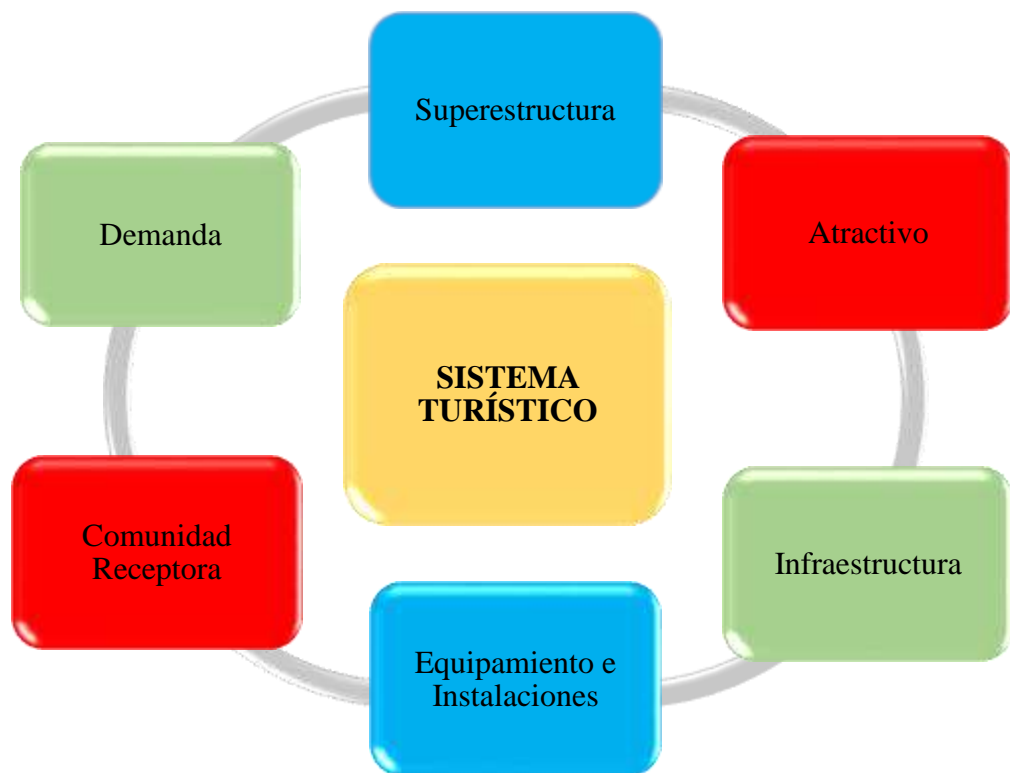 Superestructura
Demanda
Atractivo
SISTEMA
TURÍSTICO
Comunidad
Receptora
Infraestructura
Equipamiento e
Instalaciones